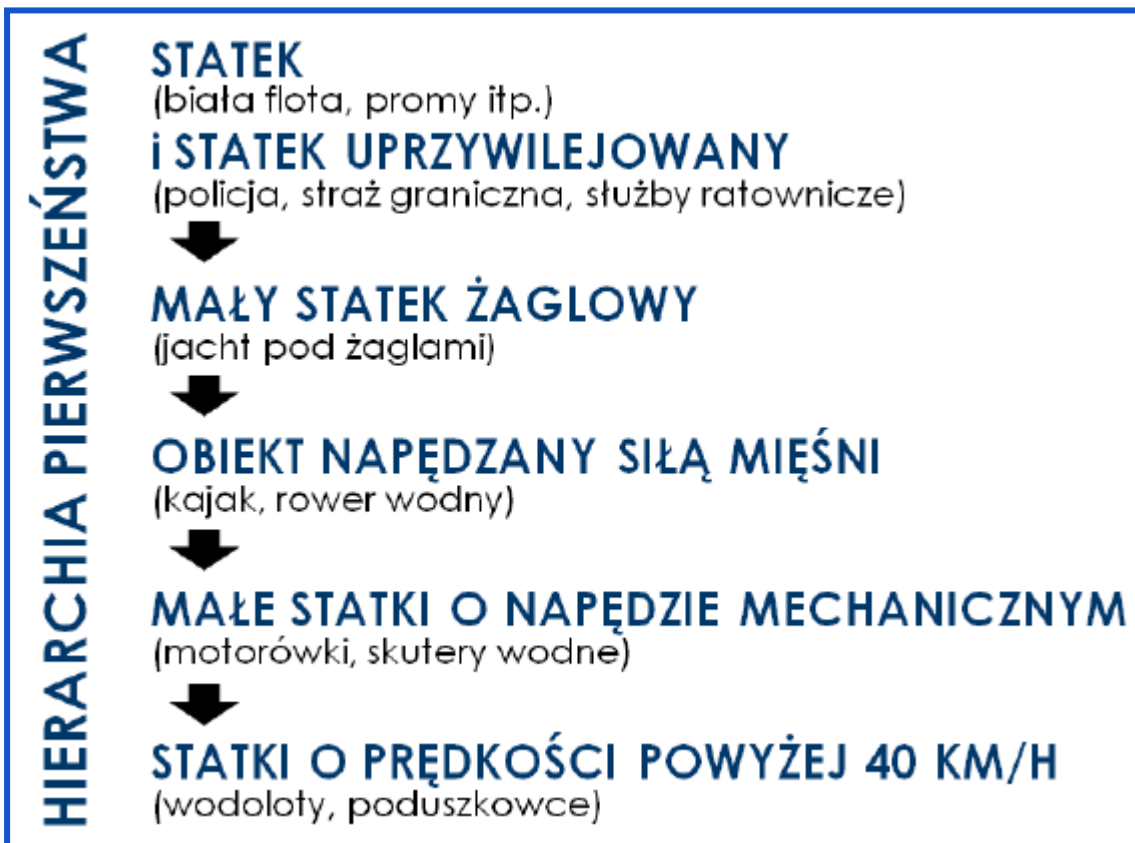 HIERARCHIA PIERWSZEŃSTWA
STATEK
(biała flota, promy itp.)
i STATEK UPRZYWILEJOWANY
(policja, straż graniczna, służby ratownicze)
MAŁY STATEK ŻAGLOWY
(jacht pod żaglami)
OBIEKT NAPĘDZANY SIŁĄ MIĘŚNI
(kajak, rower wodny)
MAŁE STATKI O NAPĘDZIE MECHANICZNYM
(motorówki, skutery wodne)
STATKI O PRĘDKOŚCI POWYŻEJ 40 KM/H
(wodoloty, poduszkowce)